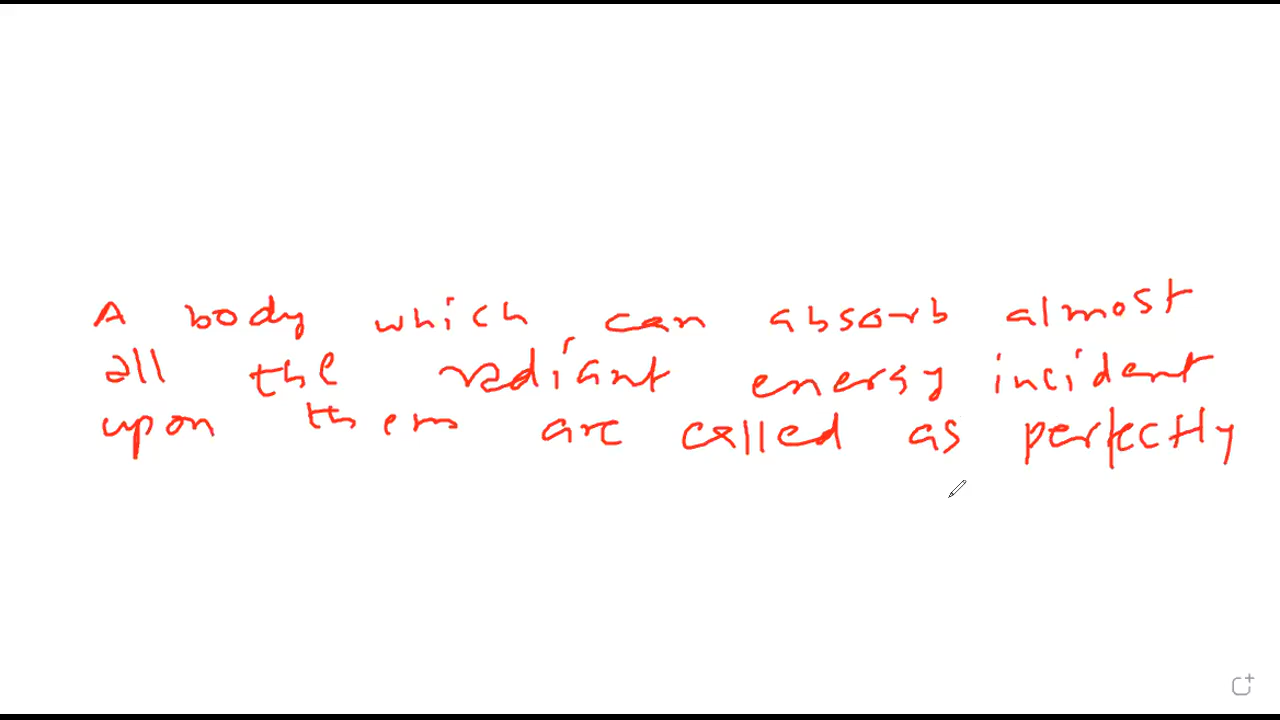 A body which can absorb almost
all the radiant energy incident
upon them are called as perfectly